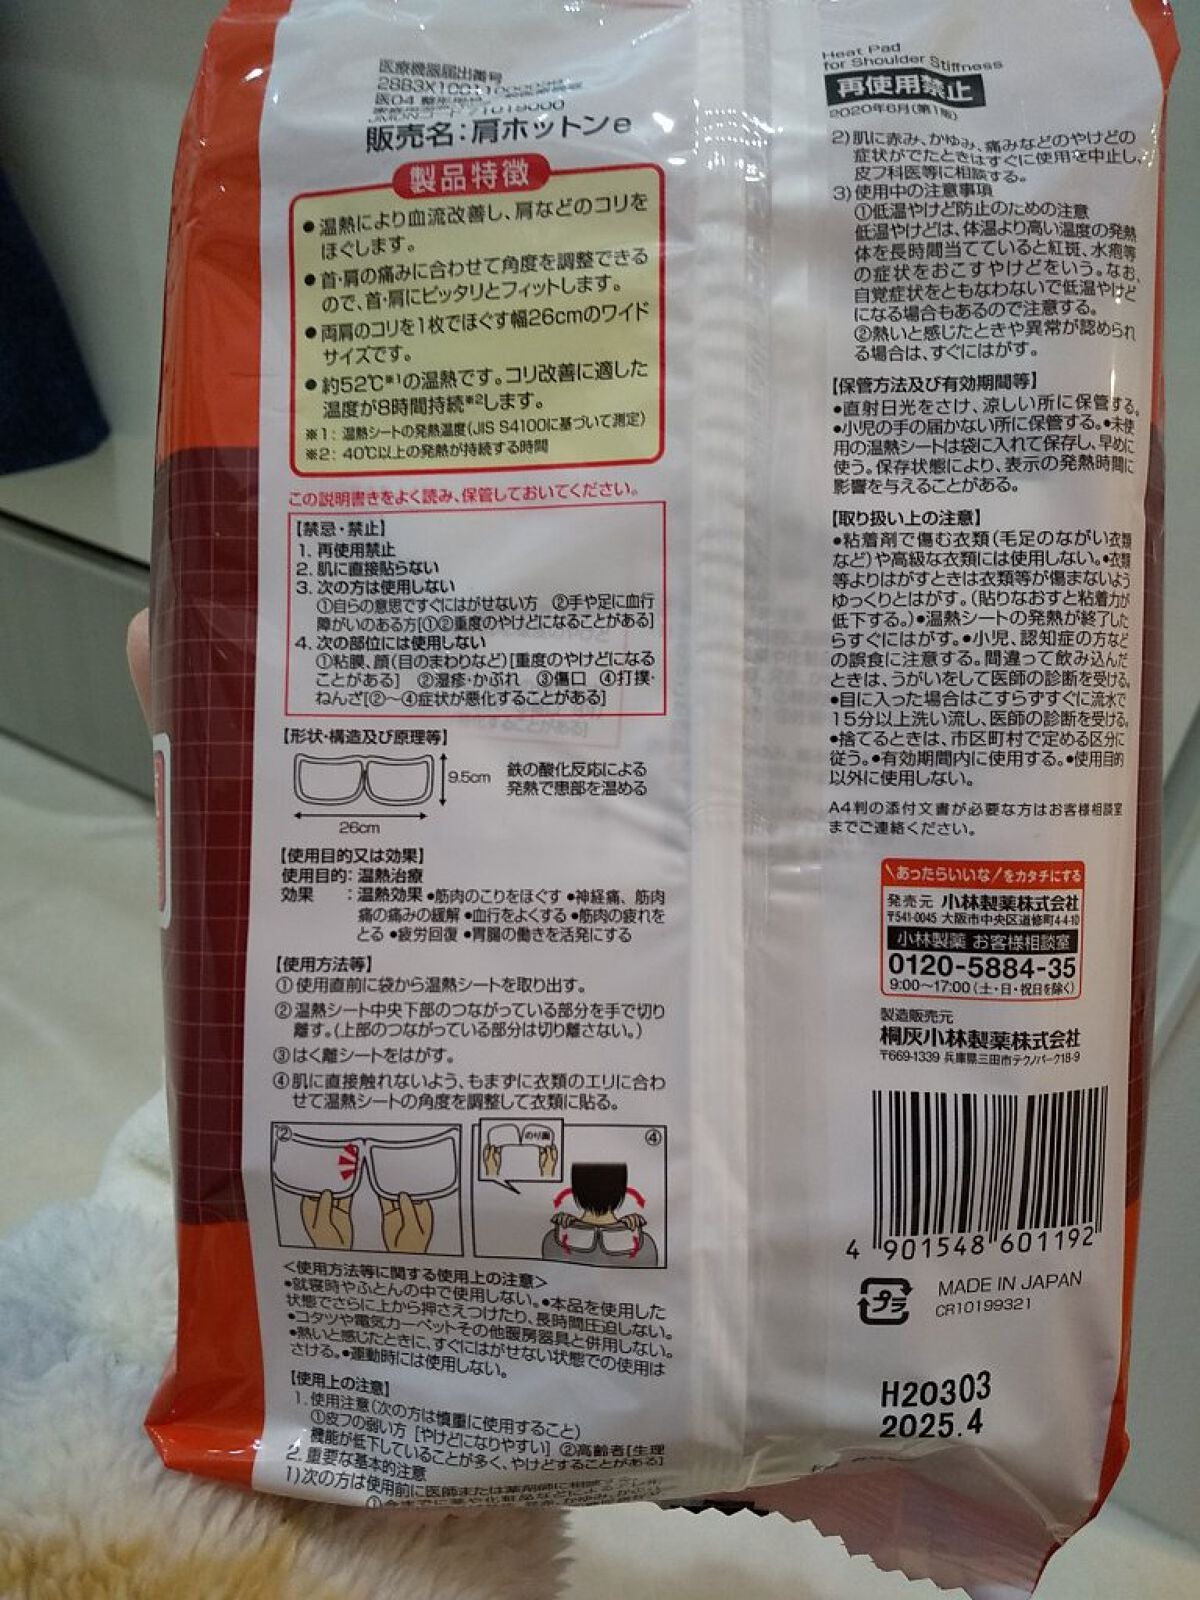 医療機器届出番号
28B3X10011000029
医04 整形用品
販売名:肩ホットンe
製品特徴
●温熱により血流改善し、肩などのコリを
ほぐします。
●首・肩の痛みに合わせて角度を調整できる
ので、首・肩にピッタリとフィットします。
●両肩のコリを1枚でほぐす幅26cmのワイド
サイズです。
●約52℃※1の温熱です。コリ改善に適した
温度が8時間持続※2します。
※1: 温熱シートの発熱温度(JIS S4100に基づいて測定)
※2: 40℃以上の発熱が持続する時間
この説明書きをよく読み、保管しておいてください。
【禁忌・禁止】
1. 再使用禁止
2. 肌に直接貼らない
3. 次の方は使用しない
①自らの意思ですぐにはがせない方 ②手や足に血行
障がいのある方[①②重度のやけどになることがある]
4. 次の部位には使用しない
①粘膜、顔(目のまわりなど)[重度のやけどになる
ことがある] ②湿疹・かぶれ ③傷口 ④打撲・
ねんざ[②〜④症状が悪化することがある]
【形状・構造及び原理等】
9.5cm
26cm
鉄の酸化反応による
発熱で患部を温める
【使用目的又は効果】
使用目的: 温熱治療
効果 : 温熱効果 ●筋肉のこりをほぐす ●神経痛、筋肉
痛の痛みの緩解 ●血行をよくする ●筋肉の疲れを
とる ●疲労回復 ●胃腸の働きを活発にする
【使用方法等】
①使用直前に袋から温熱シートを取り出す。
②温熱シート中央下部のつながっている部分を手で切り
離す。(上部のつながっている部分は切り離さない。)
③はく離シートをはがす。
④肌に直接触れないよう、もまずに衣類のエリに合わ
せて温熱シートの角度を調整して衣類に貼る。
②
のり面
④
<使用方法等に関する使用上の注意>
●就寝時やふとんの中で使用しない。●本品を使用した
状態でさらに上から押さえつけたり、長時間圧迫しない。
●コタツや電気カーペットその他暖房器具と併用しない。
●熱いと感じたときに、すぐにはがせない状態での使用は
さける。●運動時には使用しない。
【使用上の注意】
1. 使用注意(次の方は慎重に使用すること)
①皮フの弱い方 [やけどになりやすい] ②高齢者[生理
機能が低下していることが多く、やけどすることがある]
2. 重要な基本的注意
1)次の方は使用前に医師または薬剤師に相談
Heat Pad
for Shoulder Stiffness
再使用禁止
2020年6月(第1版)
2)肌に赤み、かゆみ、痛みなどのやけどの
症状がでたときはすぐに使用を中止し、
皮フ科医等に相談する。
3)使用中の注意事項
①低温やけど防止のための注意
低温やけどは、体温より高い温度の発熱
体を長時間当てていると紅斑、水疱等
の症状をおこすやけどをいう。なお、
自覚症状をともなわないで低温やけど
になる場合もあるので注意する。
②熱いと感じたときや異常が認められ
る場合は、すぐにはがす。
【保管方法及び有効期間等】
●直射日光をさけ、涼しい所に保管する。
●小児の手の届かない所に保管する。●未使
用の温熱シートは袋に入れて保存し、早めに
使う。保存状態により、表示の発熱時間に
影響を与えることがある。
【取り扱い上の注意】
●粘着剤で傷む衣類(毛足のながい衣類
など)や高級な衣類には使用しない。●衣類
等よりはがすときは衣類等が傷まないよう
ゆっくりとはがす。(貼りなおすと粘着力が
低下する。)●温熱シートの発熱が終了した
らすぐにはがす。●小児、認知症の方など
の誤食に注意する。間違って飲み込んだ
ときは、うがいをして医師の診断を受ける。
●目に入った場合はこすらずすぐに流水で
15分以上洗い流し、医師の診断を受ける。
●捨てるときは、市区町村で定める区分に
従う。●有効期間内に使用する。●使用目的
以外に使用しない。
A4判の添付文書が必要な方はお客様相談室
までご連絡ください。
\あったらいいな/をカタチにする
発売元 小林製薬株式会社
〒541-0045 大阪市中央区道修町4-4-10
小林製薬 お客様相談室
0120-5884-35
9:00〜17:00(土・日・祝日を除く)
製造販売元
桐灰小林製薬株式会社
〒669-1339 兵庫県三田市テクノパーク18-9
4 901548 601192
プラ
MADE IN JAPAN
CR10199321
H20303
2025.4